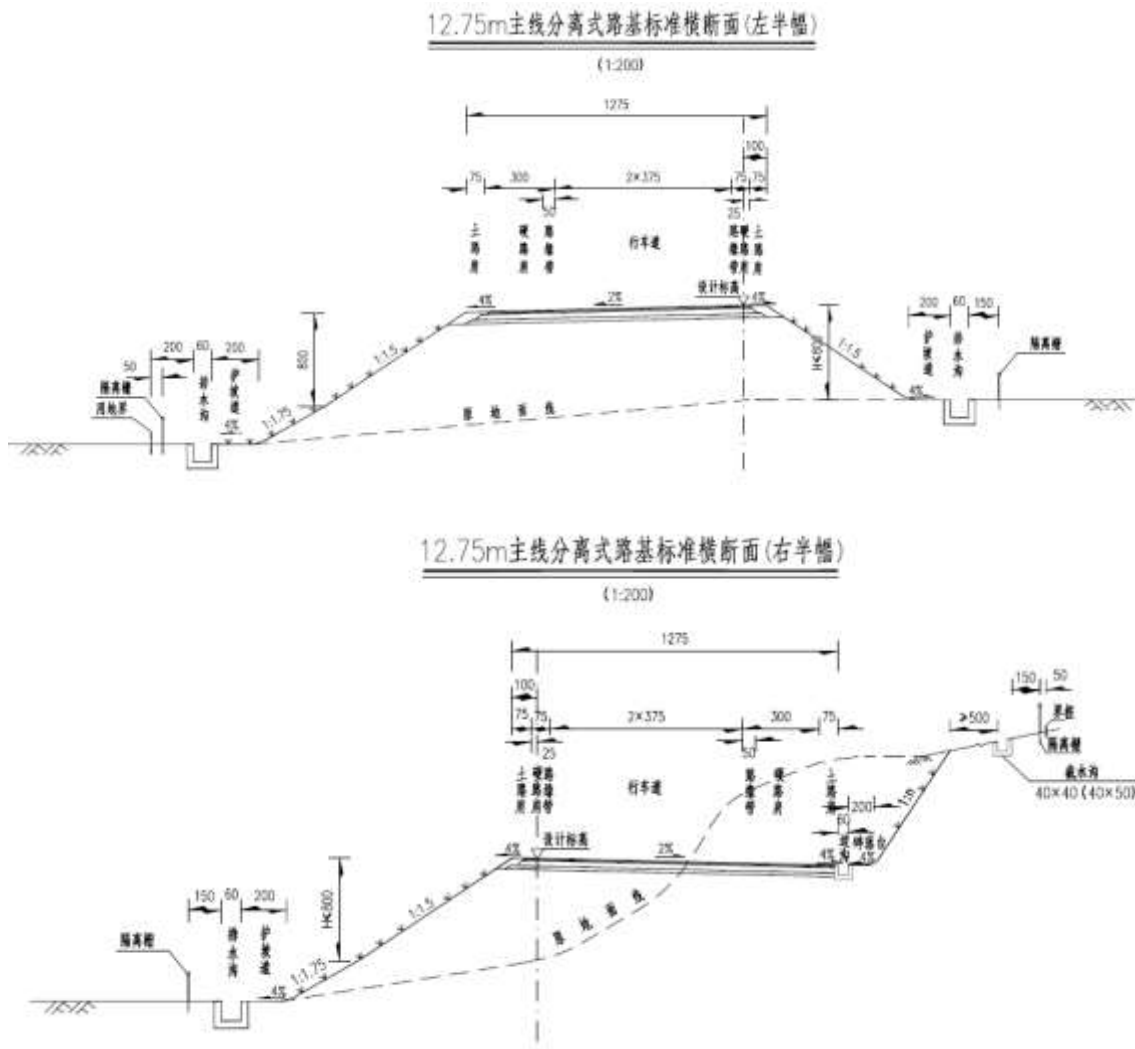 12.75m主线分离式路基标准横断面(左半幅)
(1:200)
1275
100
75 300 2×375 75 75
50 25
土路肩
硬路肩
路缘带
行车道
路缘带
硬路肩
土路肩
设计标高
4% 2% 4%
200 60 150
200 60 200
50
800
1:1.5
H≤800
1:1.5
护坡道
排水沟
隔离栅
隔离栅
用地界
排水沟
护坡道
4%
1:1.75
4%
原地面线
12.75m主线分离式路基标准横断面(右半幅)
(1:200)
1275
100
75 75 2×375 300 75
25 50
150 50
≥500
界桩
隔离栅
截水沟
40×40(40×50)
土路肩
硬路肩
路缘带
行车道
路缘带
硬路肩
土路肩
200
60
1:n
碎落台
设计标高
4% 2% 4% 4%
150 60 200
H≤800
1:1.5
隔离栅
排水沟
护坡道
4%
1:1.75
原地面线